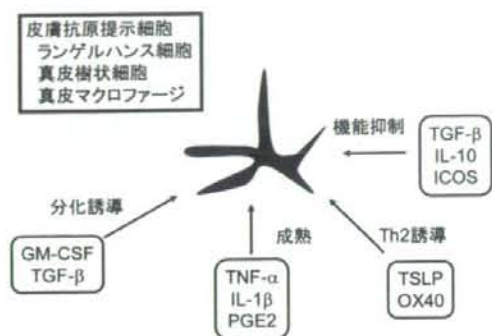 皮膚抗原提示細胞
ランゲルハンス細胞
真皮樹状細胞
真皮マクロファージ
機能抑制
TGF-β
IL-10
ICOS
分化誘導
GM-CSF
TGF-β
成熟
TNF-α
IL-1β
PGE2
Th2誘導
TSLP
OX40